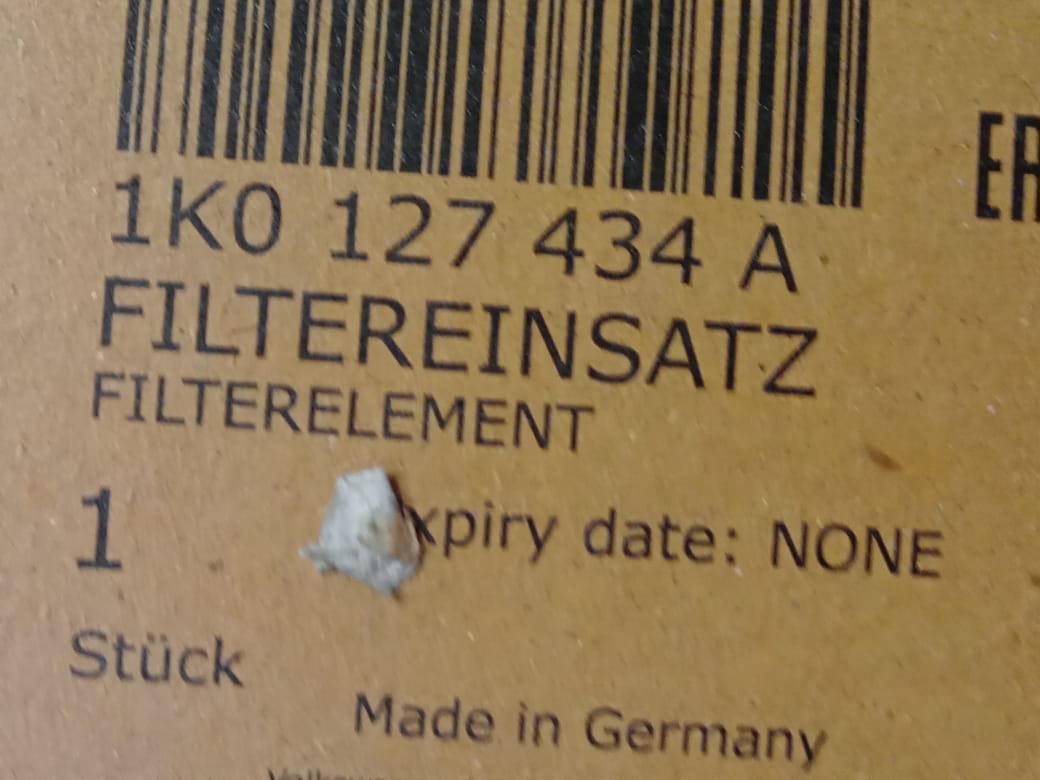 1K0 127 434 A
FILTEREINSATZ
FILTERELEMENT
1
xpiry date: NONE
Stück
Made in Germany